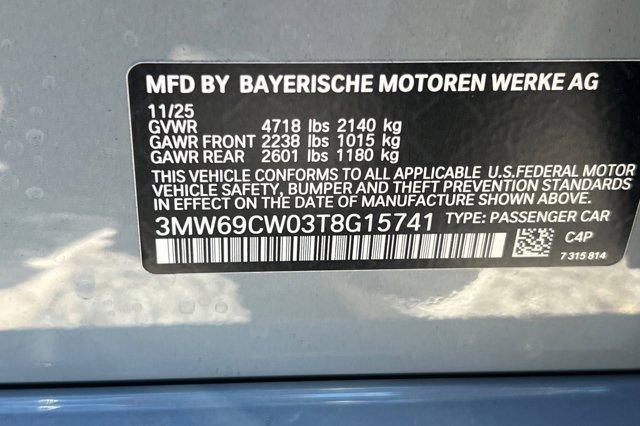 MFD BY BAYERISCHE MOTOREN WERKE AG
11/25
GVWR 4718 lbs 2140 kg
GAWR FRONT 2238 lbs 1015 kg
GAWR REAR 2601 lbs 1180 kg
THIS VEHICLE CONFORMS TO ALL APPLICABLE U.S.FEDERAL MOTOR
VEHICLE SAFETY, BUMPER AND THEFT PREVENTION STANDARDS
IN EFFECT ON THE DATE OF MANUFACTURE SHOWN ABOVE.
3MW69CW03T8G15741 TYPE: PASSENGER CAR
C4P
7 315 814